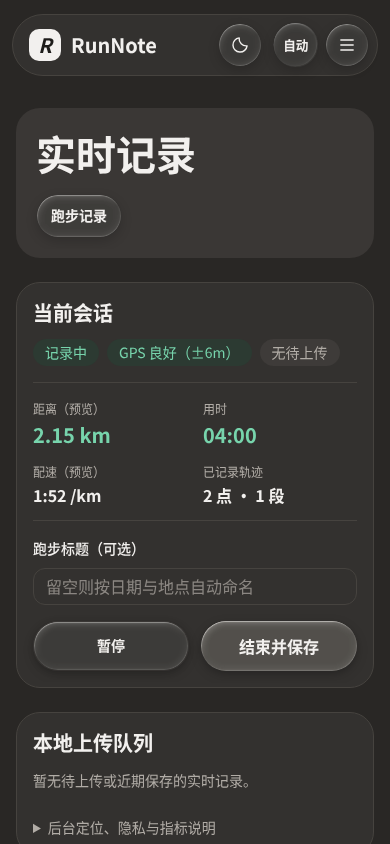 R RunNote 自动
实时记录
跑步记录
当前会话
记录中 GPS 良好（±6m） 无待上传
距离（预览） 用时
2.15 km 04:00
配速（预览） 已记录轨迹
1:52 /km 2 点 · 1 段
跑步标题（可选）
留空则按日期与地点自动命名
暂停 结束并保存
本地上传队列
暂无待上传或近期保存的实时记录。
▶ 后台定位、隐私与指标说明